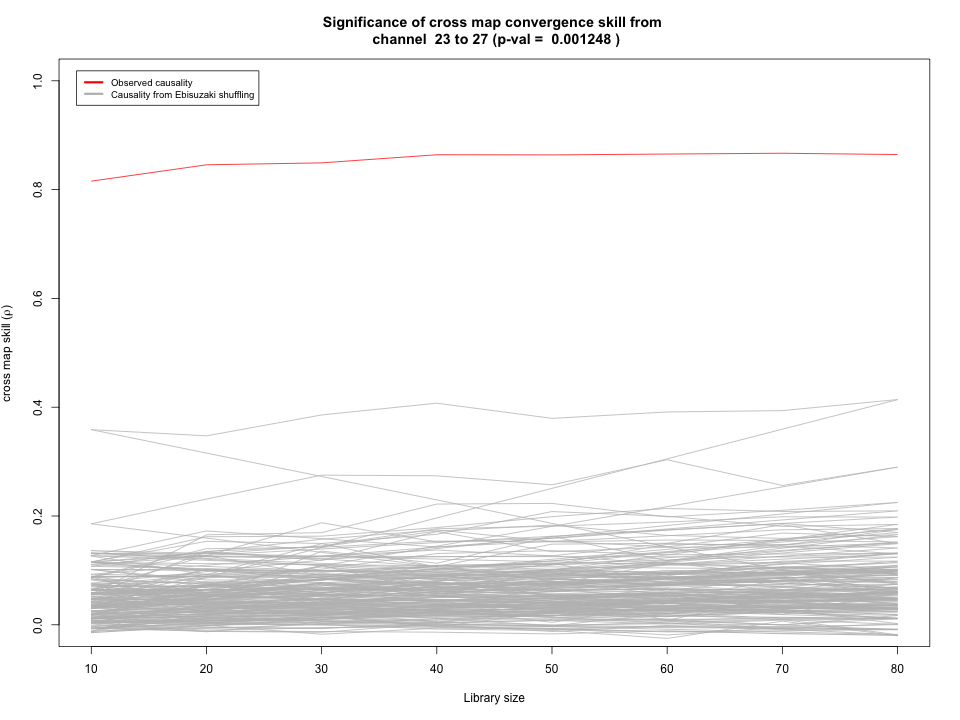 Significance of cross map convergence skill from
channel  23 to 27 (p-val =  0.001248 )
Observed causality
Causality from Ebisuzaki shuffling
cross map skill (ρ)
1.0
0.8
0.6
0.4
0.2
0.0
10 20 30 40 50 60 70 80
Library size